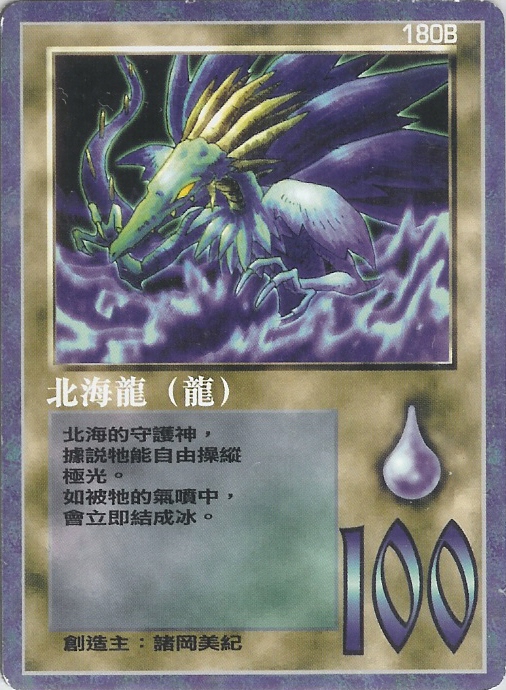 180B
北海龍（龍）
北海的守護神，
據說牠能自由操縱
極光。
如被牠的氣噴中，
會立即結成冰。
100
創造主：諸岡美紀